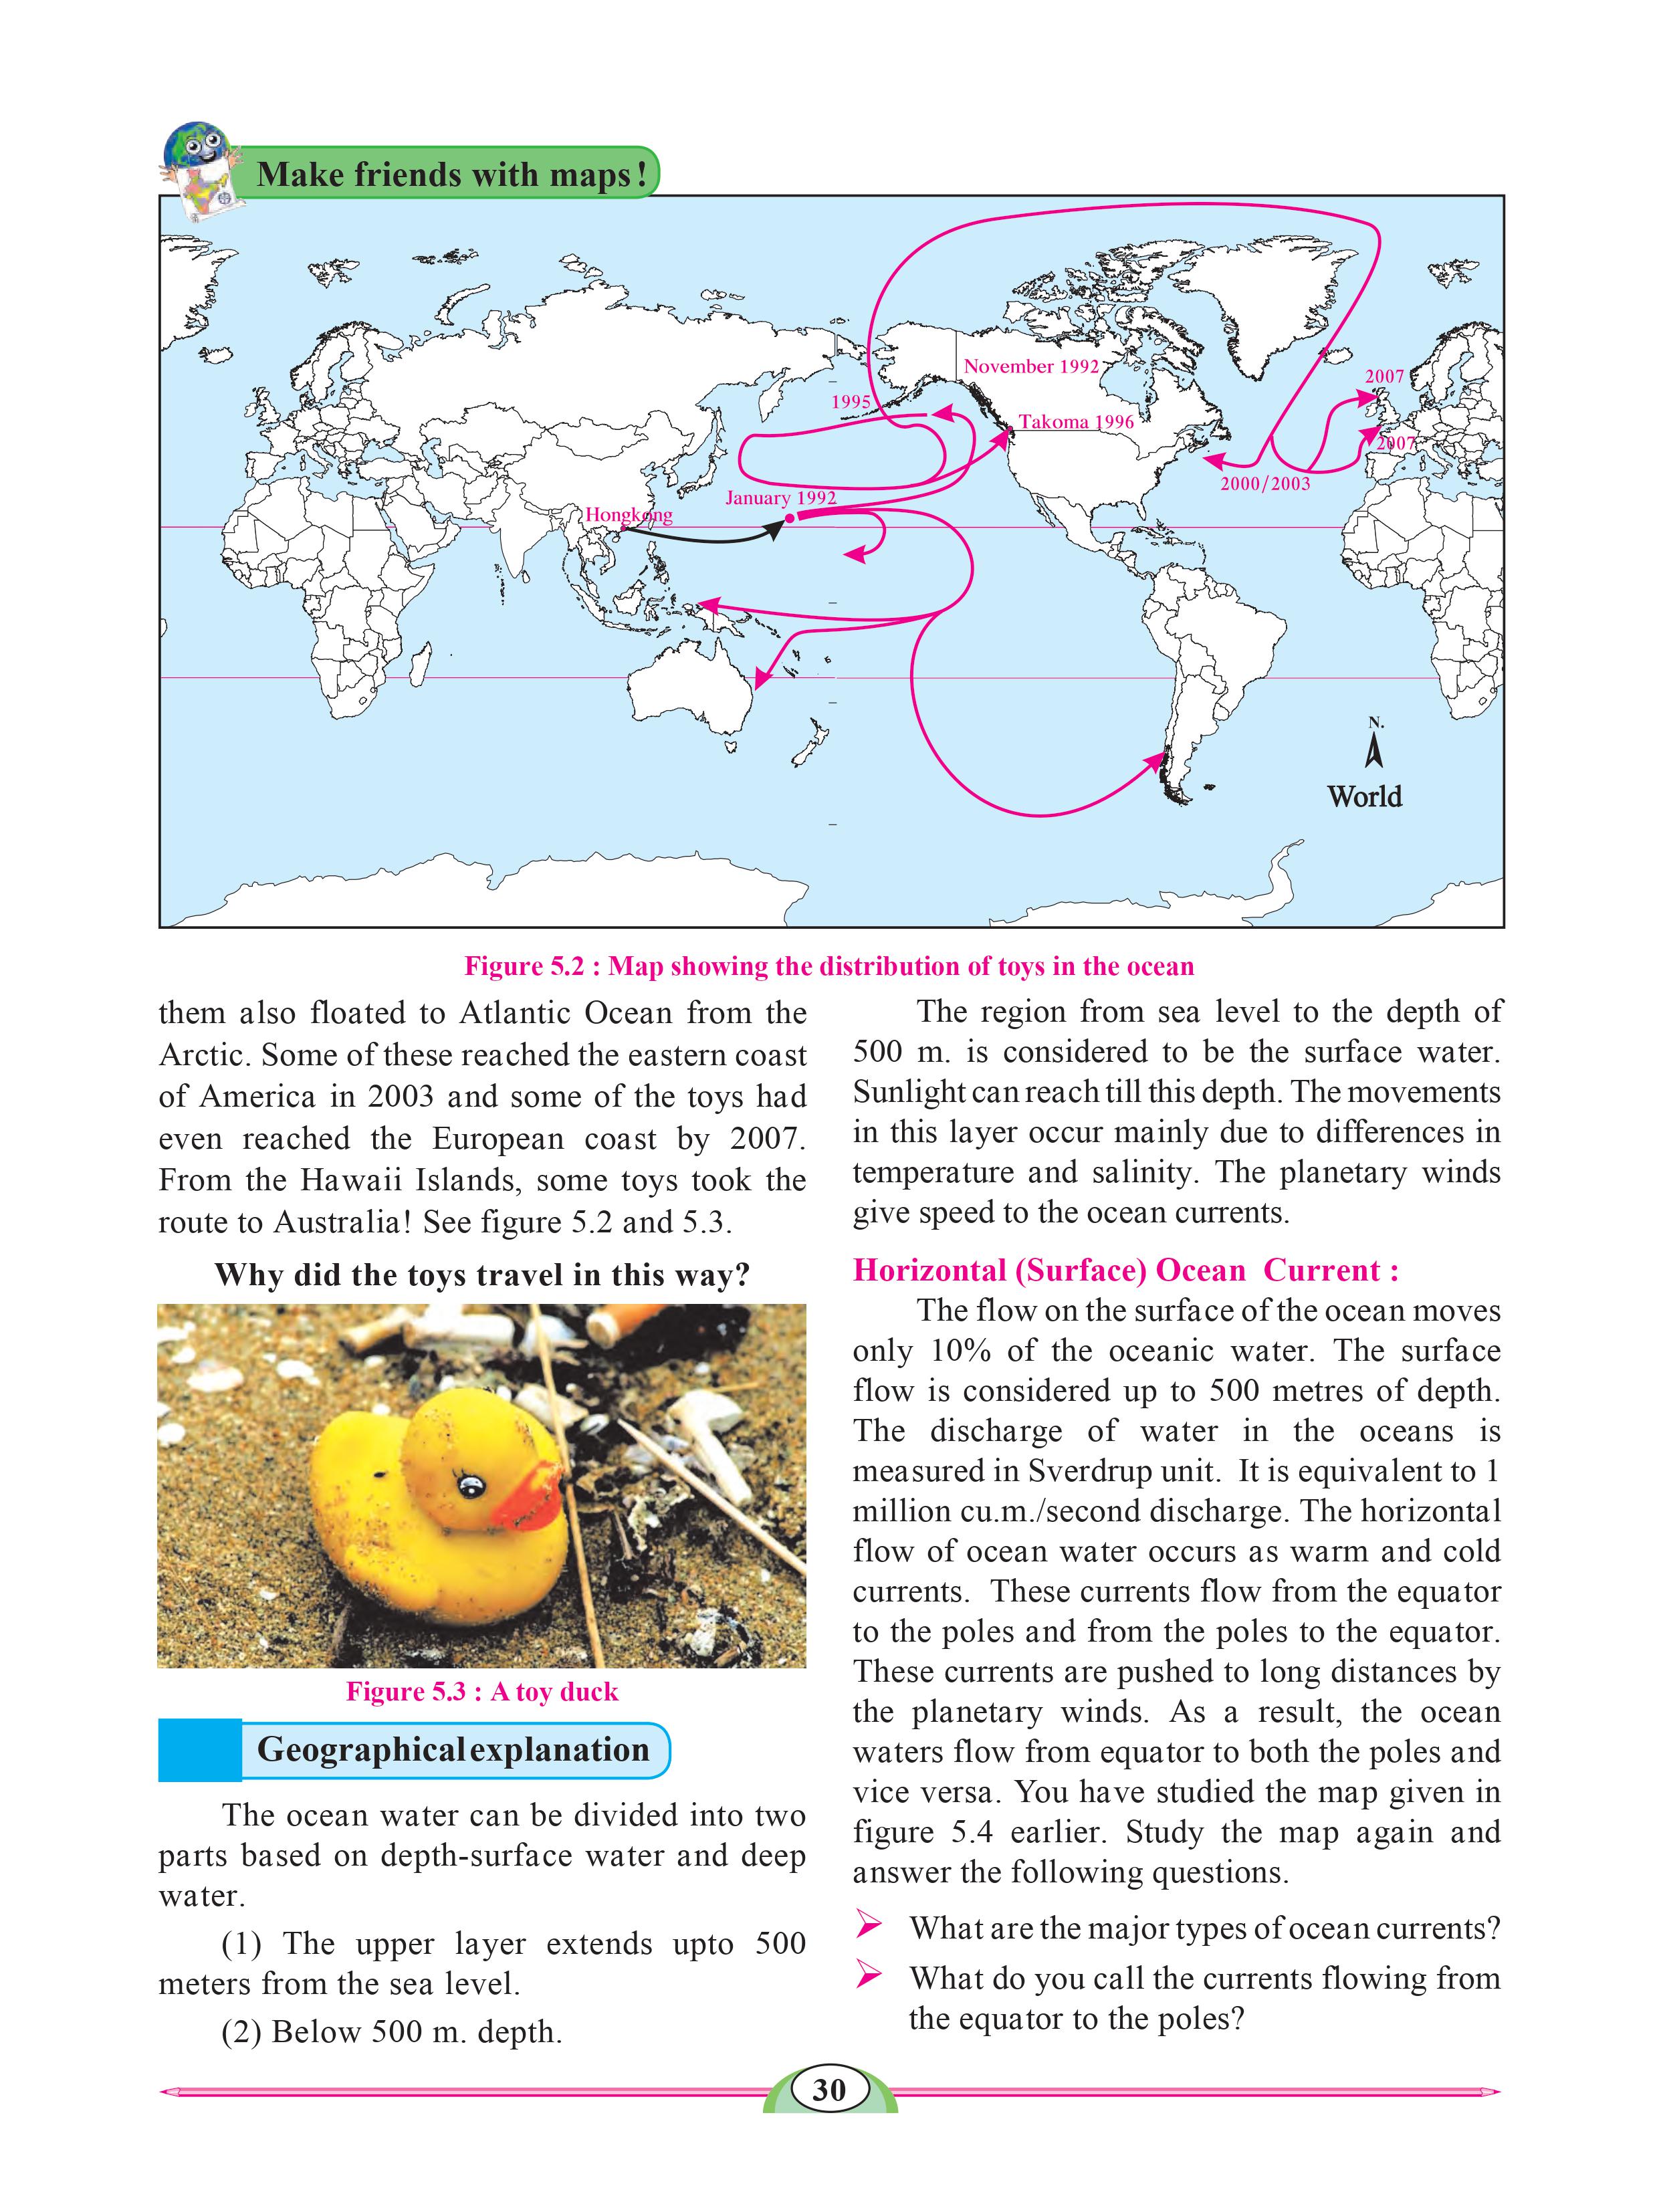 Make friends with maps!
November 1992
2007
1995
Takoma 1996
2007
2000/2003
January 1992
Hongkong
N.
World
Figure 5.2 : Map showing the distribution of toys in the ocean
them also floated to Atlantic Ocean from the
Arctic. Some of these reached the eastern coast
of America in 2003 and some of the toys had
even reached the European coast by 2007.
From the Hawaii Islands, some toys took the
route to Australia! See figure 5.2 and 5.3.
Why did the toys travel in this way?
Figure 5.3 : A toy duck
Geographical explanation
The ocean water can be divided into two
parts based on depth-surface water and deep
water.
(1) The upper layer extends upto 500
meters from the sea level.
(2) Below 500 m. depth.
The region from sea level to the depth of
500 m. is considered to be the surface water.
Sunlight can reach till this depth. The movements
in this layer occur mainly due to differences in
temperature and salinity. The planetary winds
give speed to the ocean currents.
Horizontal (Surface) Ocean Current :
The flow on the surface of the ocean moves
only 10% of the oceanic water. The surface
flow is considered up to 500 metres of depth.
The discharge of water in the oceans is
measured in Sverdrup unit. It is equivalent to 1
million cu.m./second discharge. The horizontal
flow of ocean water occurs as warm and cold
currents. These currents flow from the equator
to the poles and from the poles to the equator.
These currents are pushed to long distances by
the planetary winds. As a result, the ocean
waters flow from equator to both the poles and
vice versa. You have studied the map given in
figure 5.4 earlier. Study the map again and
answer the following questions.
➢ What are the major types of ocean currents?
➢ What do you call the currents flowing from
the equator to the poles?
30